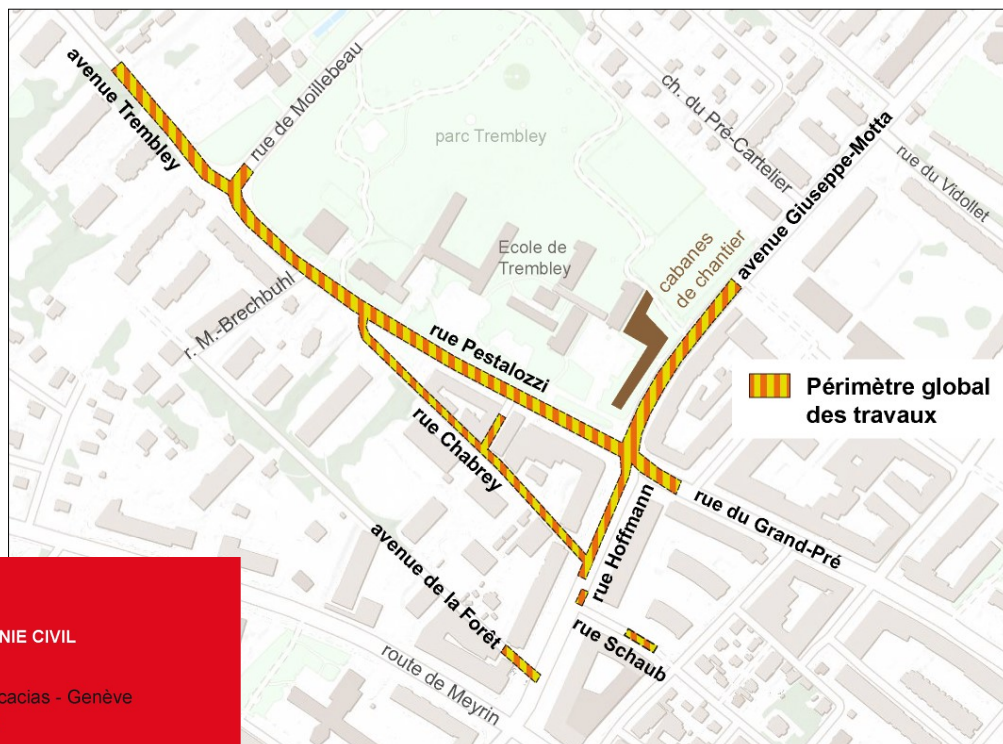 avenue Trembley
rue de Moillebeau
parc Trembley
ch. du Pré-Cartelier
avenue Giuseppe-Motta
rue du Vidollet
Ecole de
Trembley
cabanes
de chantier
r. M.-Brechbuhl
rue Pestalozzi
Périmètre global
des travaux
rue Chabrey
rue Hoffmann
rue du Grand-Pré
avenue de la Forêt
rue Schaub
route de Meyrin
NIE CIVIL
cacias - Genève